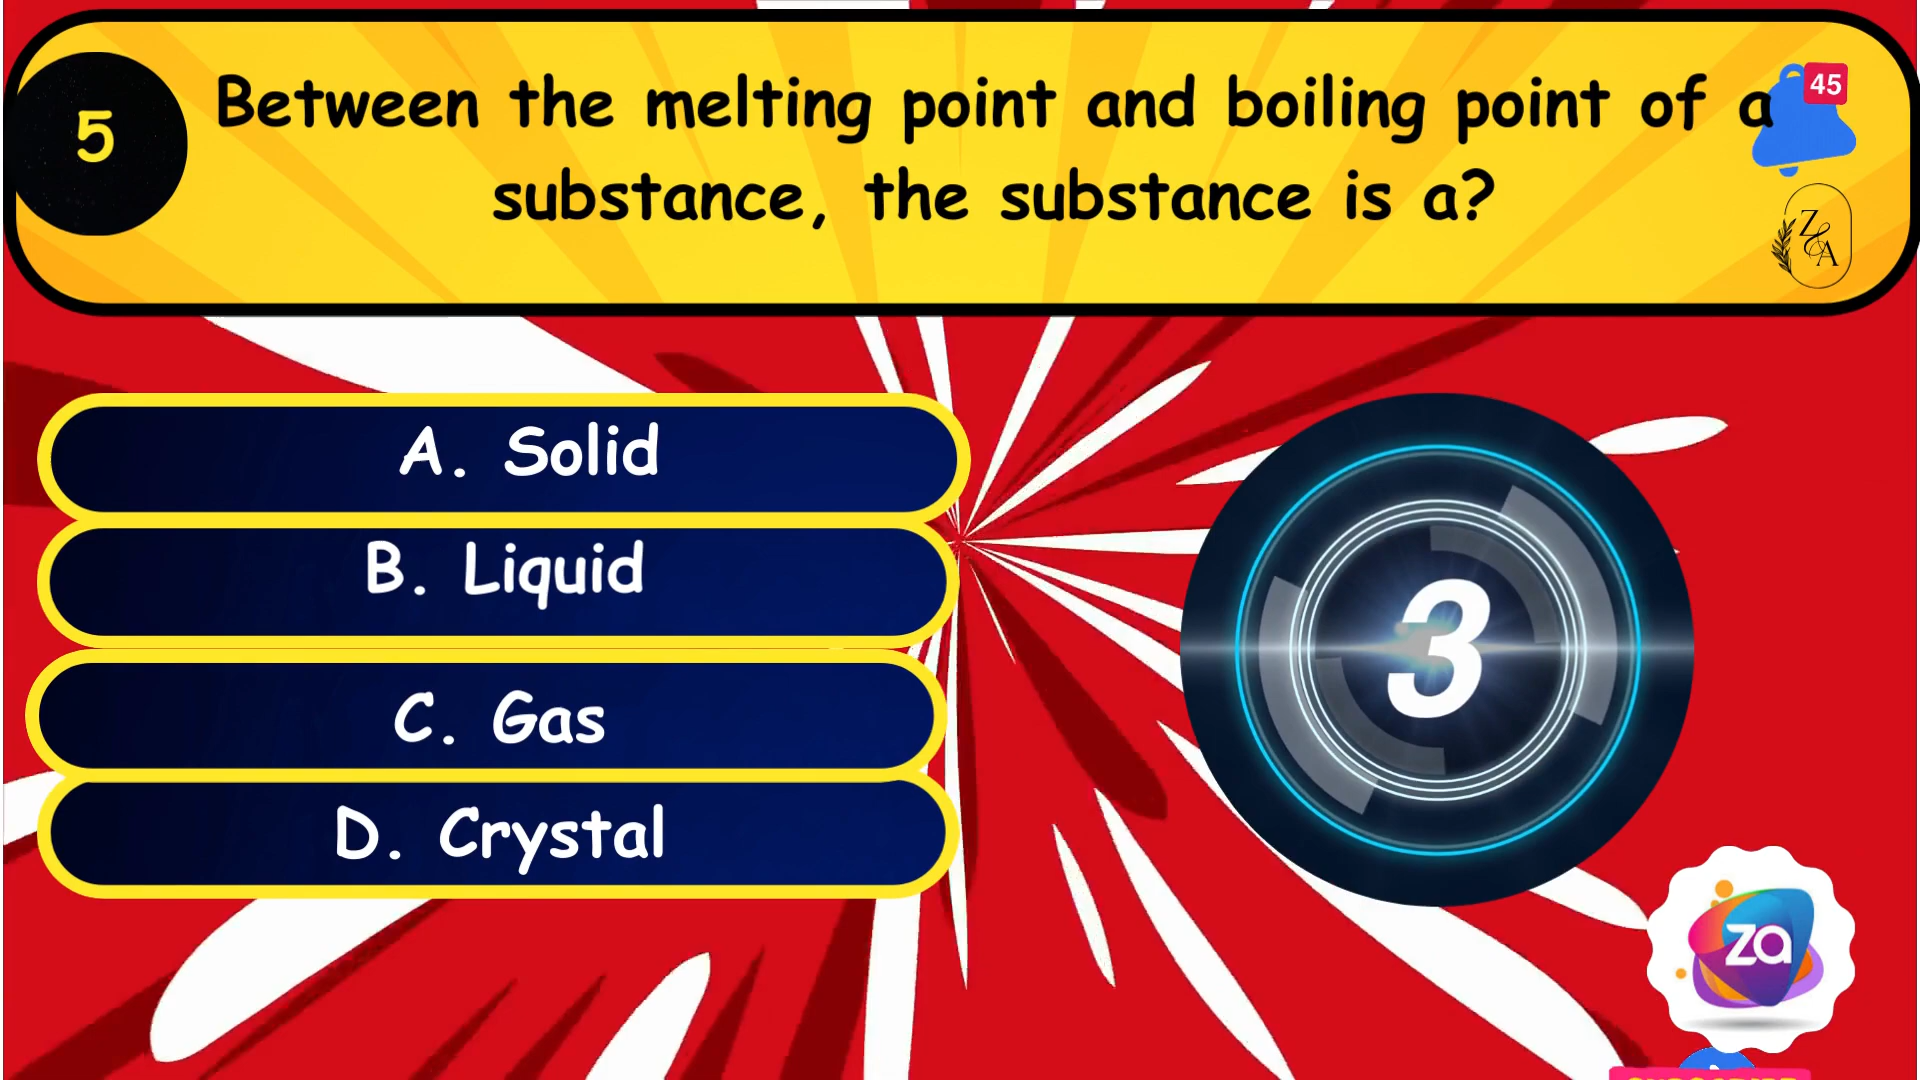 5
Between the melting point and boiling point of a
substance, the substance is a?
45
Z&A
A. Solid
B. Liquid
C. Gas
D. Crystal
3
za